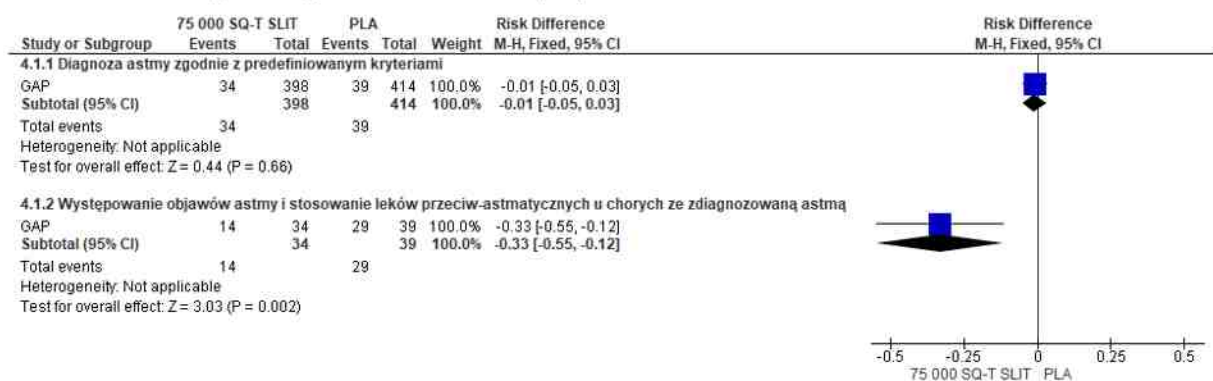 75 000 SQ-T SLIT PLA Risk Difference Risk Difference
Study or Subgroup Events Total Events Total Weight M-H, Fixed, 95% CI M-H, Fixed, 95% CI
4.1.1 Diagnoza astmy zgodnie z predefiniowanym kryteriami
GAP 34 398 39 414 100.0% -0.01 [-0.05, 0.03]
Subtotal (95% CI) 398 414 100.0% -0.01 [-0.05, 0.03]
Total events 34 39
Heterogeneity: Not applicable
Test for overall effect: Z = 0.44 (P = 0.66)
4.1.2 Występowanie objawów astmy i stosowanie leków przeciw-astmatycznych u chorych ze zdiagnozowaną astmą
GAP 14 34 29 39 100.0% -0.33 [-0.55, -0.12]
Subtotal (95% CI) 34 39 100.0% -0.33 [-0.55, -0.12]
Total events 14 29
Heterogeneity: Not applicable
Test for overall effect: Z = 3.03 (P = 0.002)
-0.5 -0.25 0 0.25 0.5
75 000 SQ-T SLIT PLA